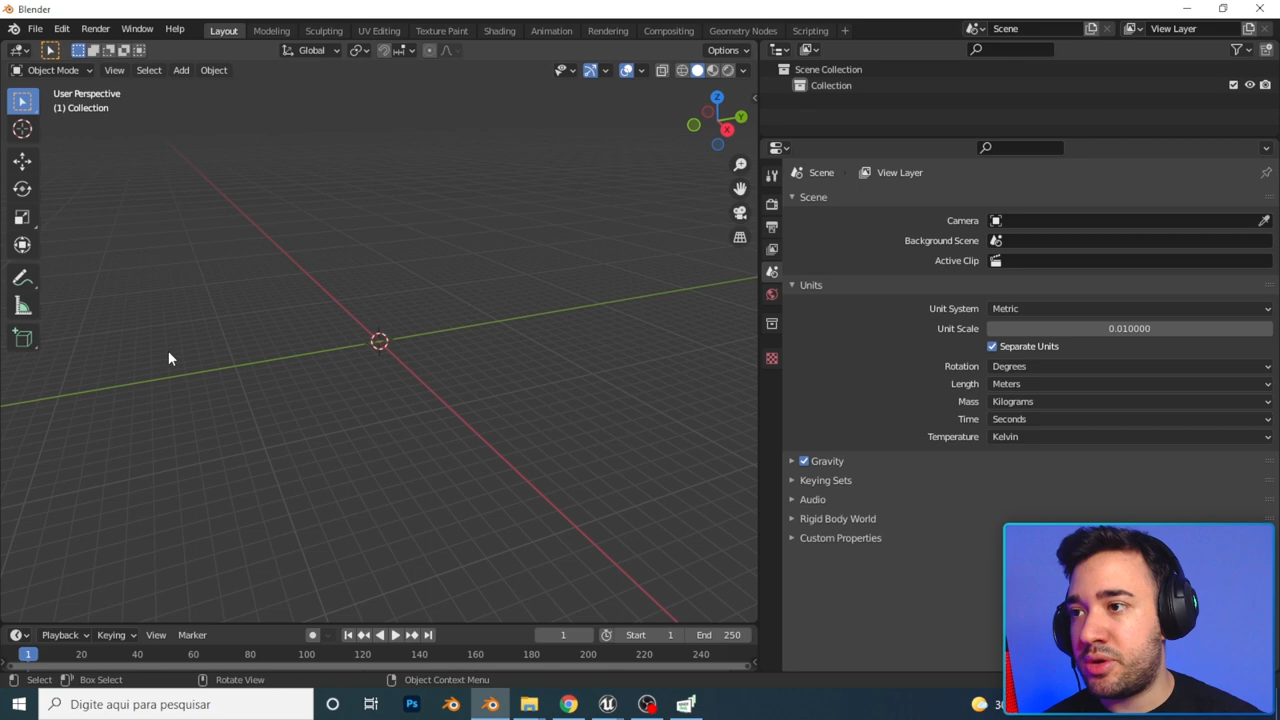 Blender
File Edit Render Window Help
Layout Modeling Sculpting UV Editing Texture Paint Shading Animation Rendering Compositing Geometry Nodes Scripting +
Scene
View Layer
Global
Options
Object Mode View Select Add Object
User Perspective
(1) Collection
Z
Y
X
Scene Collection
Collection
Scene View Layer
Scene
Camera
Background Scene
Active Clip
Units
Unit System Metric
Unit Scale 0.010000
Separate Units
Rotation Degrees
Length Meters
Mass Kilograms
Time Seconds
Temperature Kelvin
Gravity
Keying Sets
Audio
Rigid Body World
Custom Properties
Playback Keying View Marker
1 Start 1 End 250
1 20 40 60 80 100 120 140 160 180 200 220 240
Select Box Select Rotate View Object Context Menu
Digite aqui para pesquisar
Ps